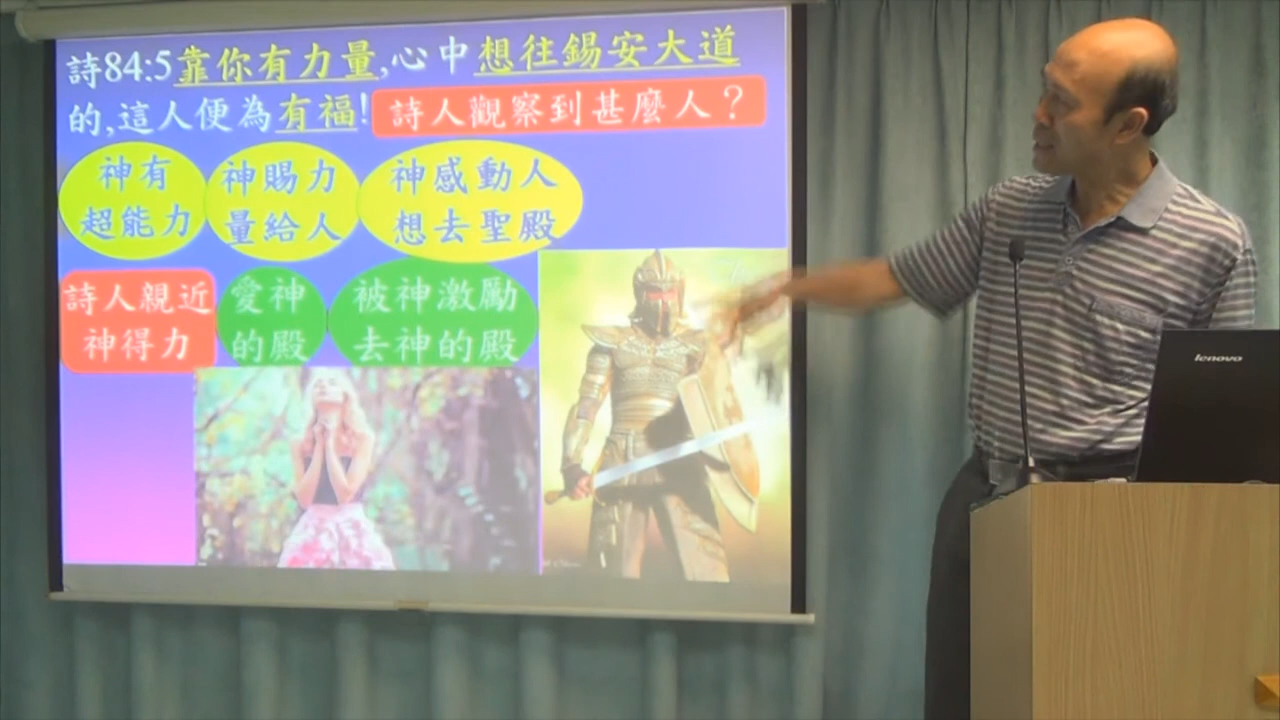 詩84:5靠你有力量,心中想往錫安大道
的,這人便為有福!
詩人觀察到甚麼人？
神有
超能力
神賜力
量給人
神感動人
想去聖殿
詩人親近
神得力
愛神
的殿
被神激勵
去神的殿
lenovo